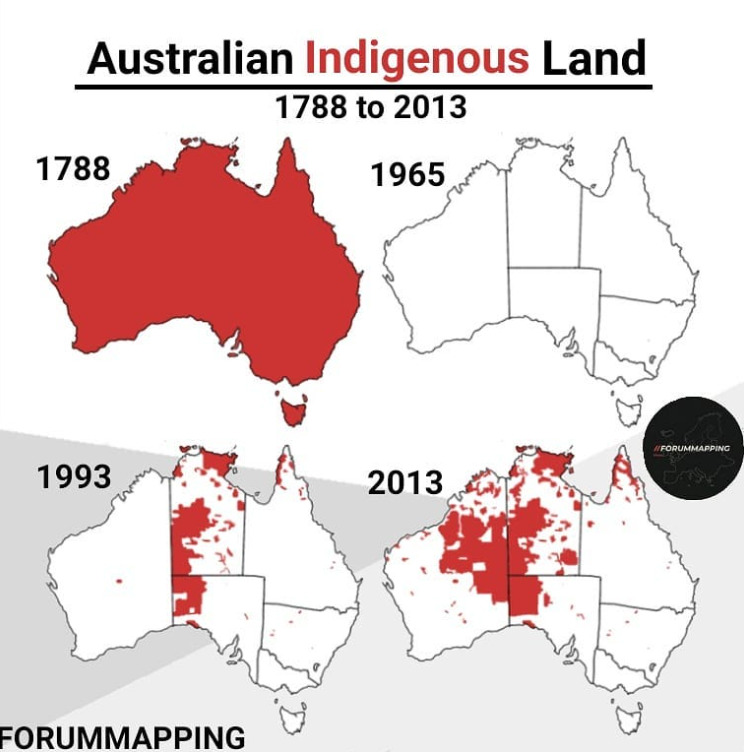 Australian Indigenous Land
1788 to 2013
1788
1965
//FORUMMAPPING
1993
2013
FORUMMAPPING